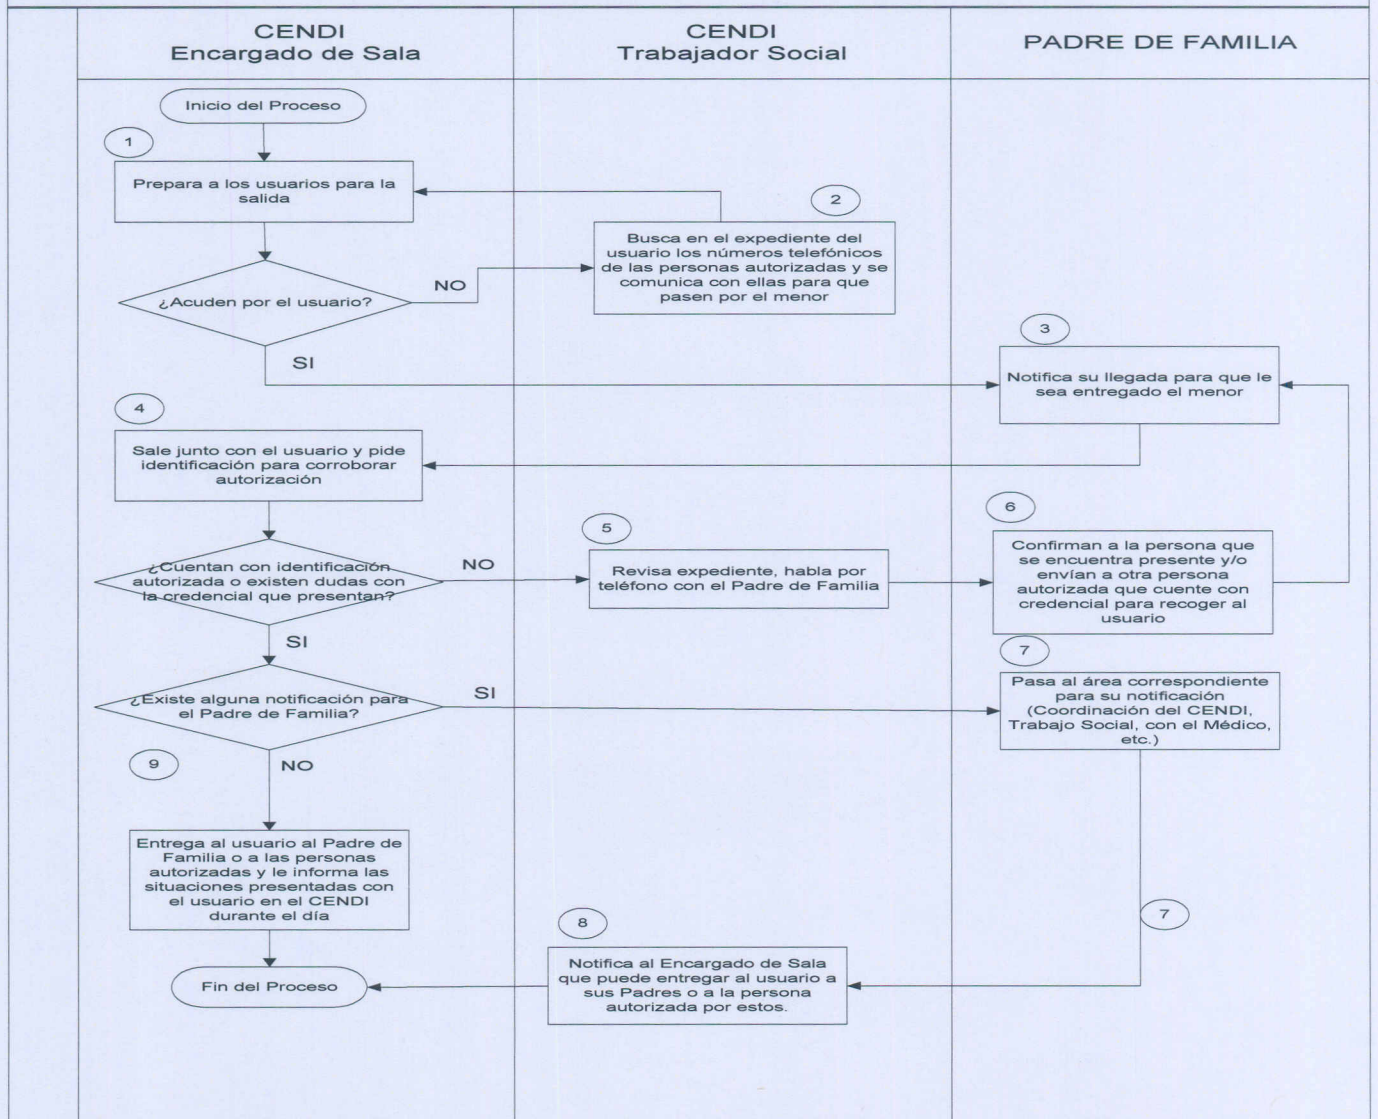 CENDI
Encargado de Sala
CENDI
Trabajador Social
PADRE DE FAMILIA
Inicio del Proceso
1
Prepara a los usuarios para la
salida
2
Busca en el expediente del
usuario los números telefónicos
de las personas autorizadas y se
comunica con ellas para que
pasen por el menor
¿Acuden por el usuario?
NO
SI
3
Notifica su llegada para que le
sea entregado el menor
4
Sale junto con el usuario y pide
identificación para corroborar
autorización
¿Cuentan con identificación
autorizada o existen dudas con
la credencial que presentan?
NO
SI
5
Revisa expediente, habla por
teléfono con el Padre de Familia
6
Confirman a la persona que
se encuentra presente y/o
envían a otra persona
autorizada que cuente con
credencial para recoger al
usuario
¿Existe alguna notificación para
el Padre de Familia?
SI
NO
7
Pasa al área correspondiente
para su notificación
(Coordinación del CENDI,
Trabajo Social, con el Médico,
etc.)
9
Entrega al usuario al Padre de
Familia o a las personas
autorizadas y le informa las
situaciones presentadas con
el usuario en el CENDI
durante el día
7
8
Notifica al Encargado de Sala
que puede entregar al usuario a
sus Padres o a la persona
autorizada por estos.
Fin del Proceso